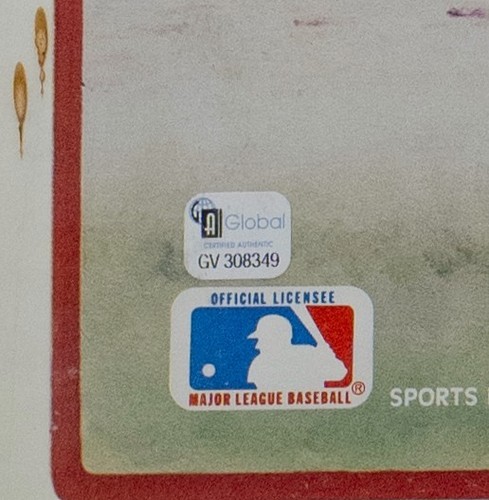 A Global
CERTIFIED AUTHENTIC
GV 308349
OFFICIAL LICENSEE
MAJOR LEAGUE BASEBALL®
SPORTS